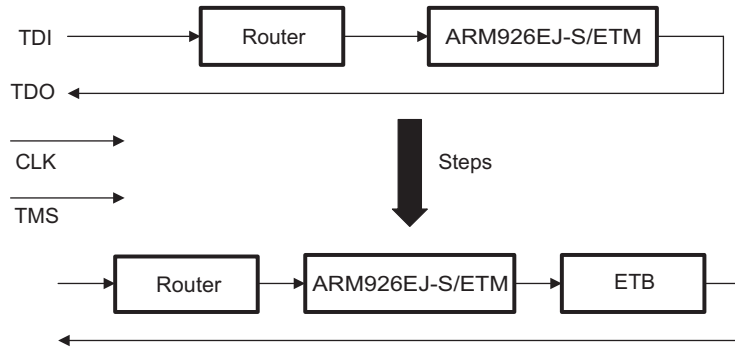 TDI
Router
ARM926EJ-S/ETM
TDO
CLK
Steps
TMS
Router
ARM926EJ-S/ETM
ETB